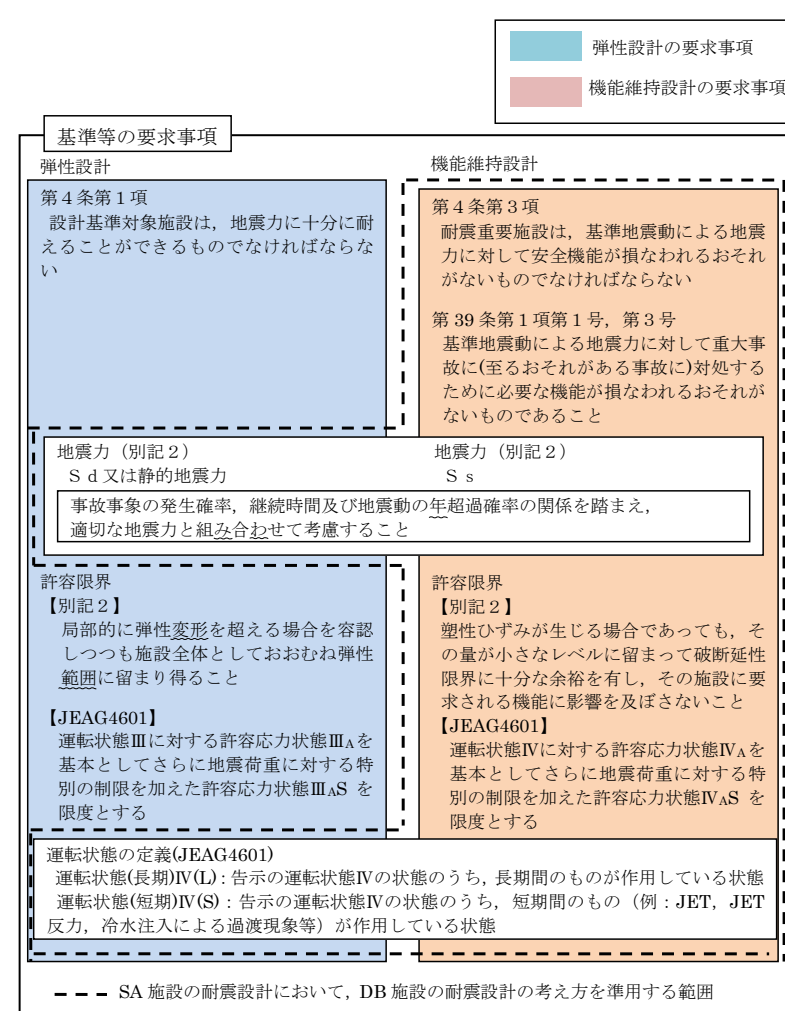 弾性設計の要求事項
機能維持設計の要求事項
基準等の要求事項
弾性設計
第４条第１項
設計基準対象施設は，地震力に十分に耐
えることができるものでなければならな
い
機能維持設計
第４条第３項
耐震重要施設は，基準地震動による地震
力に対して安全機能が損なわれるおそれ
がないものでなければならない
第 39 条第１項第１号，第３号
基準地震動による地震力に対して重大事
故に(至るおそれがある事故に)対処する
ために必要な機能が損なわれるおそれが
ないものであること
地震力（別記２）
Ｓｄ又は静的地震力
地震力（別記２）
Ｓｓ
事故事象の発生確率，継続時間及び地震動の年超過確率の関係を踏まえ，
適切な地震力と組み合わせて考慮すること
許容限界
【別記２】
局部的に弾性変形を超える場合を容認
しつつも施設全体としておおむね弾性
範囲に留まり得ること
【JEAG4601】
運転状態Ⅲに対する許容応力状態ⅢAを
基本としてさらに地震荷重に対する特
別の制限を加えた許容応力状態ⅢAS を
限度とする
許容限界
【別記２】
塑性ひずみが生じる場合であっても，そ
の量が小さなレベルに留まって破断延性
限界に十分な余裕を有し，その施設に要
求される機能に影響を及ぼさないこと
【JEAG4601】
運転状態Ⅳに対する許容応力状態ⅣAを
基本としてさらに地震荷重に対する特
別の制限を加えた許容応力状態ⅣAS を
限度とする
運転状態の定義(JEAG4601)
運転状態(長期)Ⅳ(L)：告示の運転状態Ⅳの状態のうち，長期間のものが作用している状態
運転状態(短期)Ⅳ(S)：告示の運転状態Ⅳの状態のうち，短期間のもの（例：JET，JET
反力，冷水注入による過渡現象等）が作用している状態
SA 施設の耐震設計において，DB 施設の耐震設計の考え方を準用する範囲